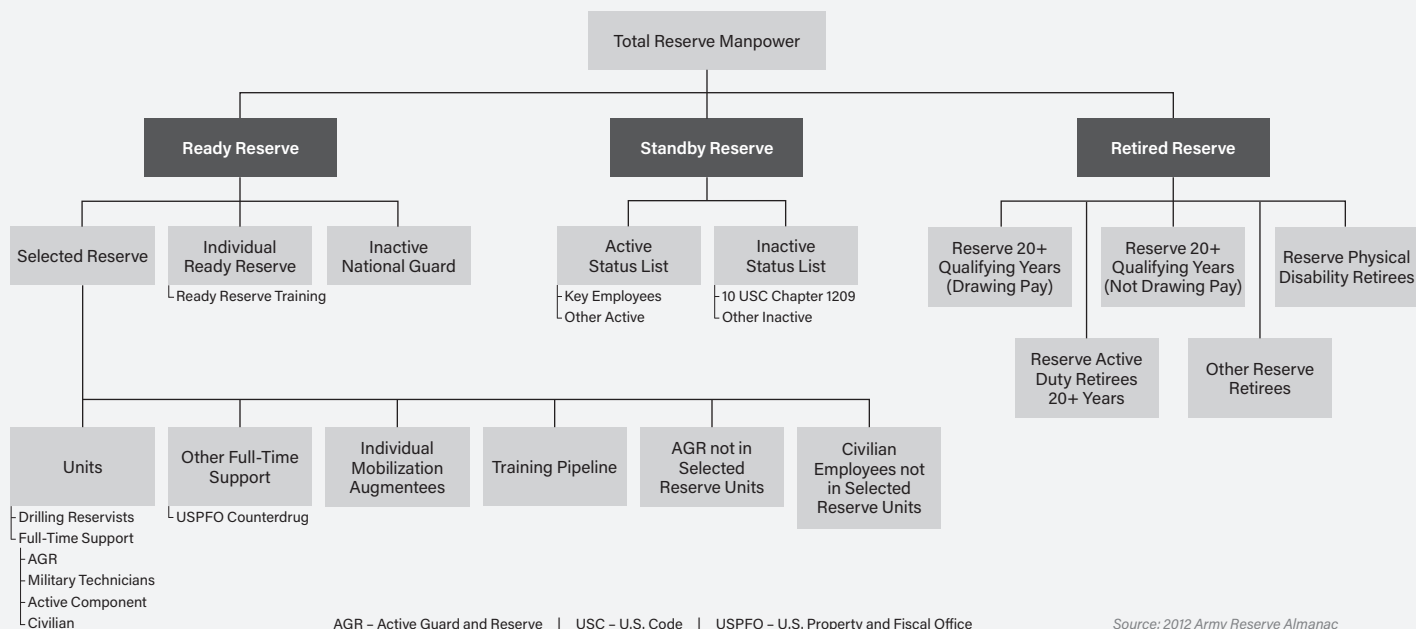 Total Reserve Manpower
Ready Reserve
Standby Reserve
Retired Reserve
Selected Reserve
Individual
Ready Reserve
Ready Reserve Training
Inactive
National Guard
Active
Status List
Key Employees
Other Active
Inactive
Status List
10 USC Chapter 1209
Other Inactive
Reserve 20+
Qualifying Years
(Drawing Pay)
Reserve 20+
Qualifying Years
(Not Drawing Pay)
Reserve Physical
Disability Retirees
Reserve Active
Duty Retirees
20+ Years
Other Reserve
Retirees
Units
Drilling Reservists
Full-Time Support
AGR
Military Technicians
Active Component
Civilian
Other Full-Time
Support
USPFO Counterdrug
Individual
Mobilization
Augmentees
Training Pipeline
AGR not in
Selected
Reserve Units
Civilian
Employees not
in Selected
Reserve Units
AGR – Active Guard and Reserve | USC – U.S. Code | USPFO – U.S. Property and Fiscal Office
Source: 2012 Army Reserve Almanac